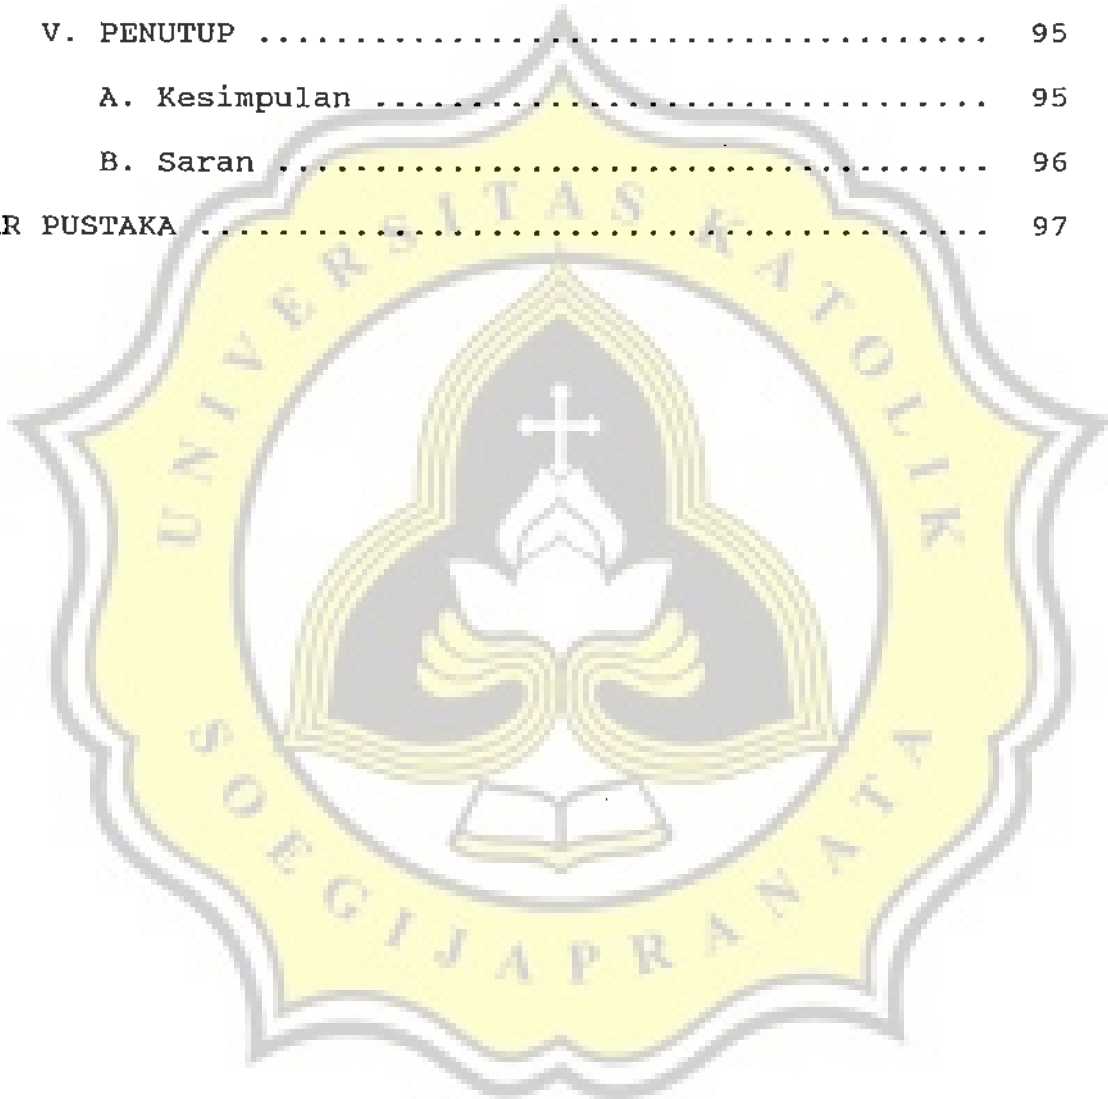 V. PENUTUP ...................................... 95
A. Kesimpulan ................................ 95
B. Saran ..................................... 96
R PUSTAKA ......................................... 97
UNIVERSITAS KATOLIK
SOEGIJAPRANATA